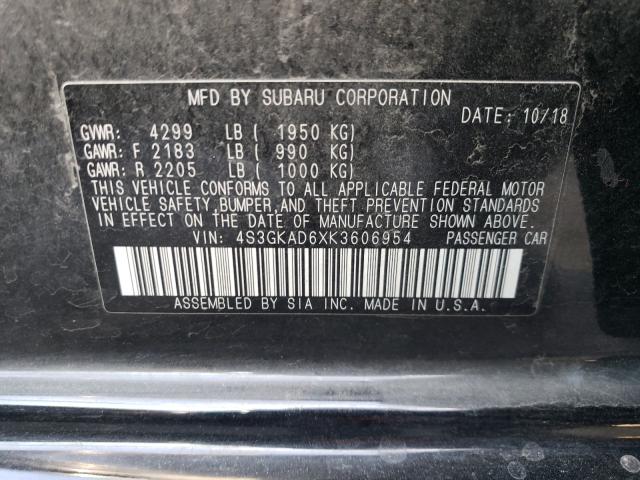 MFD BY SUBARU CORPORATION
DATE: 10/18
GVWR: 4299 LB ( 1950 KG)
GAWR: F 2183 LB ( 990 KG)
GAWR: R 2205 LB ( 1000 KG)
THIS VEHICLE CONFORMS TO ALL APPLICABLE FEDERAL MOTOR
VEHICLE SAFETY,BUMPER,AND THEFT PREVENTION STANDARDS
IN EFFECT ON THE DATE OF MANUFACTURE SHOWN ABOVE.
VIN: 4S3GKAD6XK3606954 PASSENGER CAR
ASSEMBLED BY SIA INC. MADE IN U.S.A.